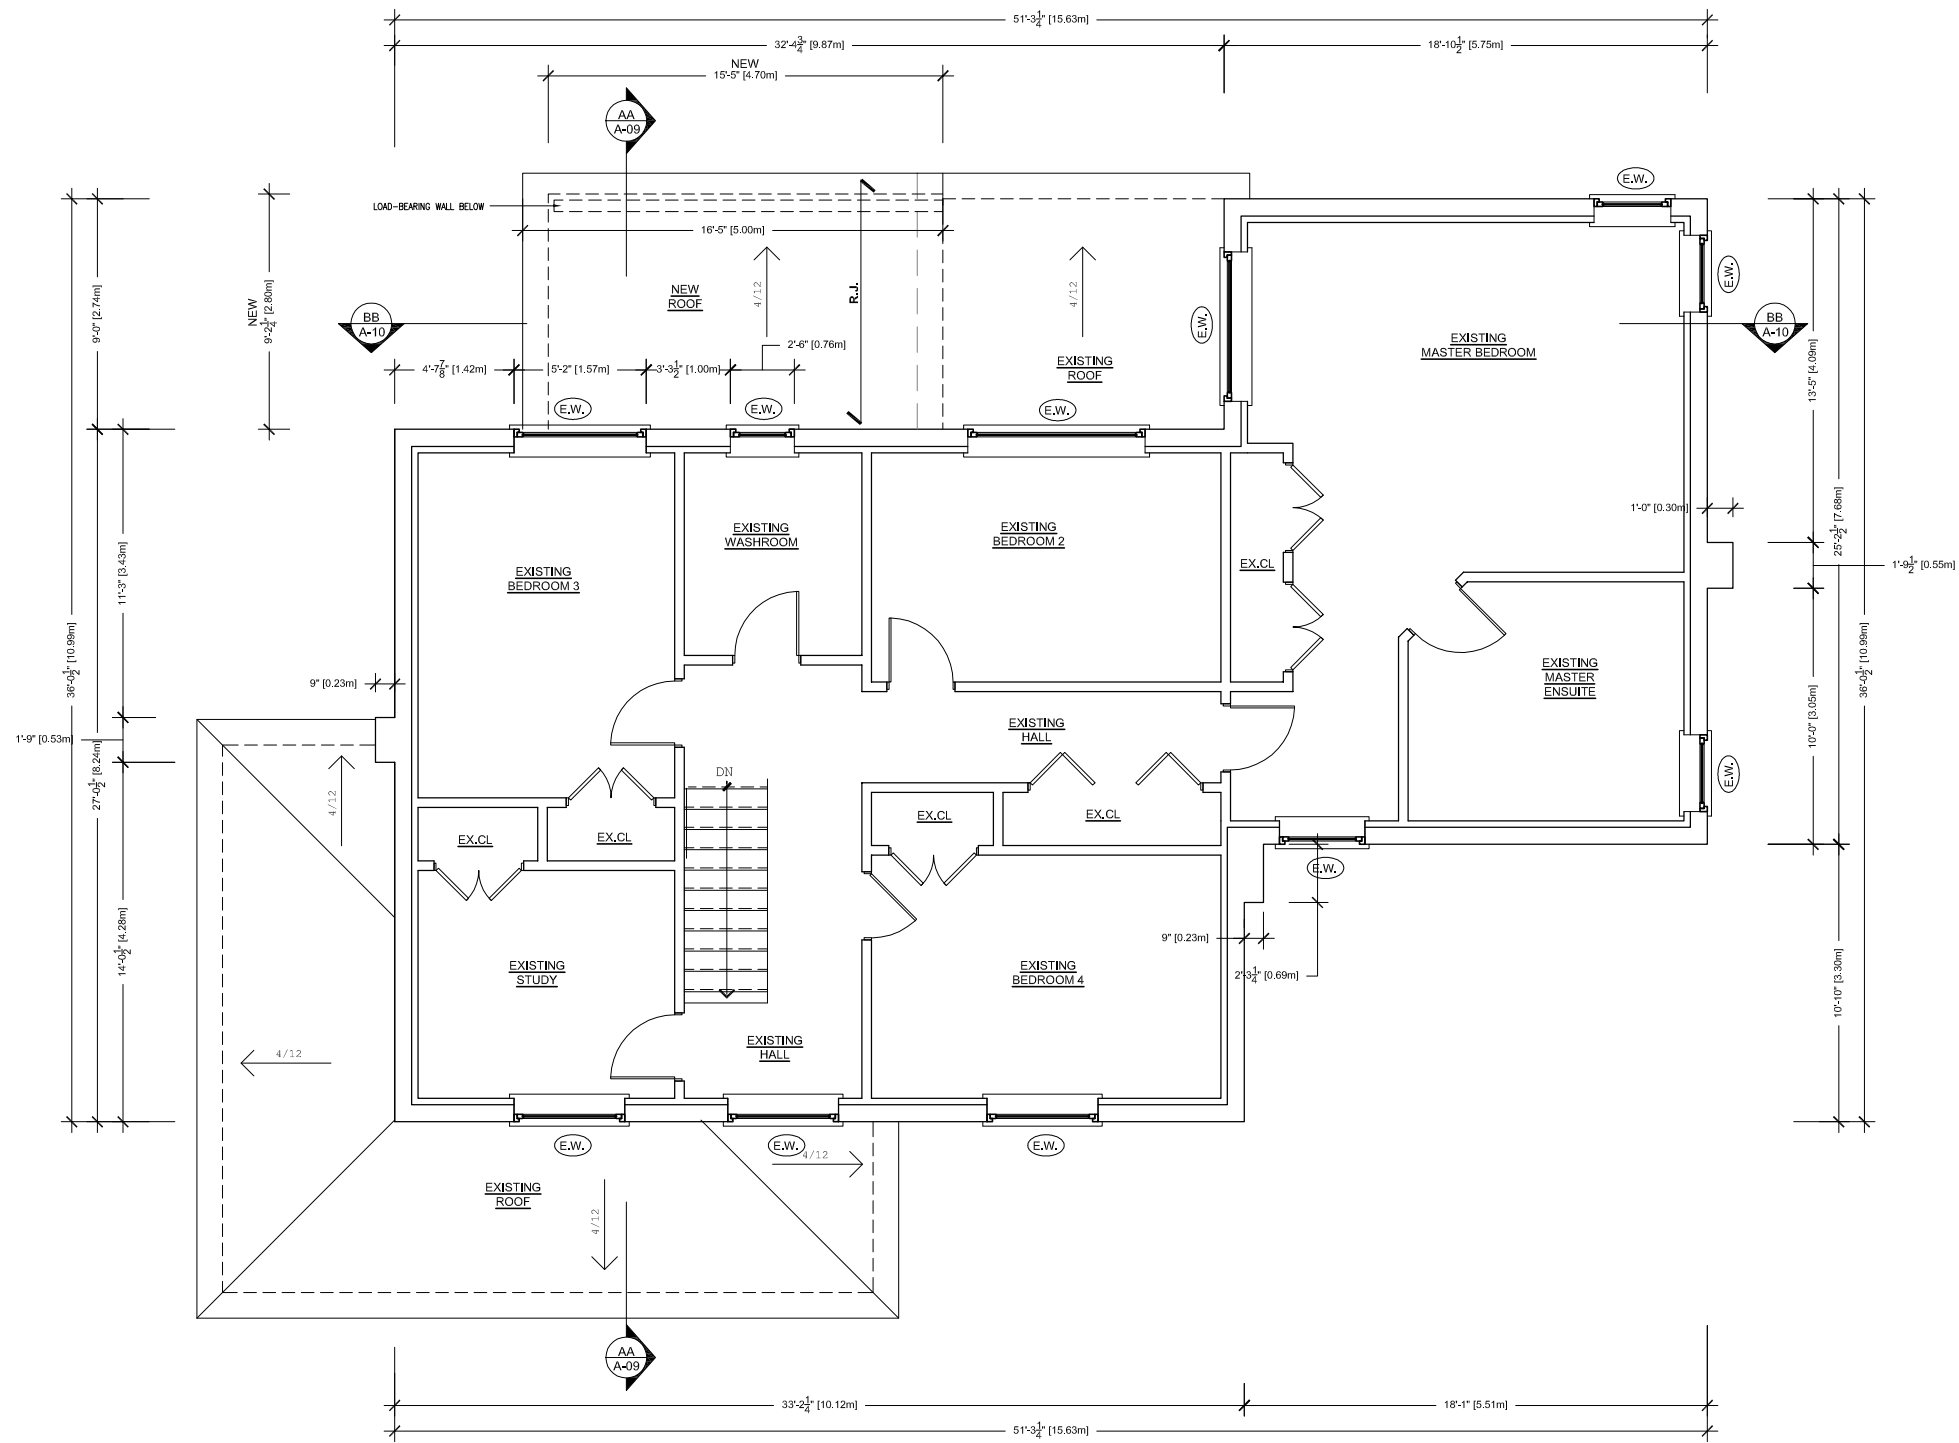 51'-3 1/4" [15.63m]
32'-4 3/4" [9.87m]
18'-10 1/2" [5.75m]
NEW
15'-5" [4.70m]
AA
A-09
E.W.
LOAD-BEARING WALL BELOW
16'-5" [5.00m]
NEW
ROOF
4/12
R.J.
4/12
EXISTING
ROOF
E.W.
E.W.
EXISTING
MASTER BEDROOM
BB
A-10
BB
A-10
9'-0" [2.74m]
NEW
9'-2 1/4" [2.80m]
2'-6" [0.76m]
4'-7 7/8" [1.42m]
5'-2" [1.57m]
3'-3 1/2" [1.00m]
13'-5" [4.09m]
E.W.
E.W.
E.W.
1'-0" [0.30m]
25'-2 1/2" [7.68m]
1'-9 1/2" [0.55m]
EXISTING
WASHROOM
EXISTING
BEDROOM 2
EX.CL
EXISTING
BEDROOM 3
11'-3" [3.43m]
36'-0 1/2" [10.99m]
36'-0 1/2" [10.99m]
9" [0.23m]
EXISTING
MASTER
ENSUITE
10'-0" [3.05m]
EXISTING
HALL
1'-9" [0.53m]
27'-0 1/2" [8.24m]
DN
4/12
E.W.
EX.CL
EX.CL
EX.CL
EX.CL
E.W.
14'-0 1/2" [4.28m]
9" [0.23m]
2'-3 1/4" [0.69m]
10'-10" [3.30m]
EXISTING
STUDY
EXISTING
BEDROOM 4
EXISTING
HALL
4/12
E.W.
E.W.
E.W.
4/12
EXISTING
ROOF
4/12
AA
A-09
33'-2 1/4" [10.12m]
18'-1" [5.51m]
51'-3 1/4" [15.63m]